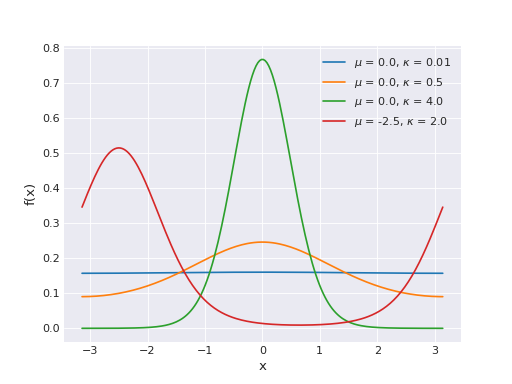 0.8
0.7
0.6
0.5
0.4
0.3
0.2
0.1
0.0
f(x)
μ = 0.0, κ = 0.01
μ = 0.0, κ = 0.5
μ = 0.0, κ = 4.0
μ = -2.5, κ = 2.0
−3 −2 −1 0 1 2 3
x